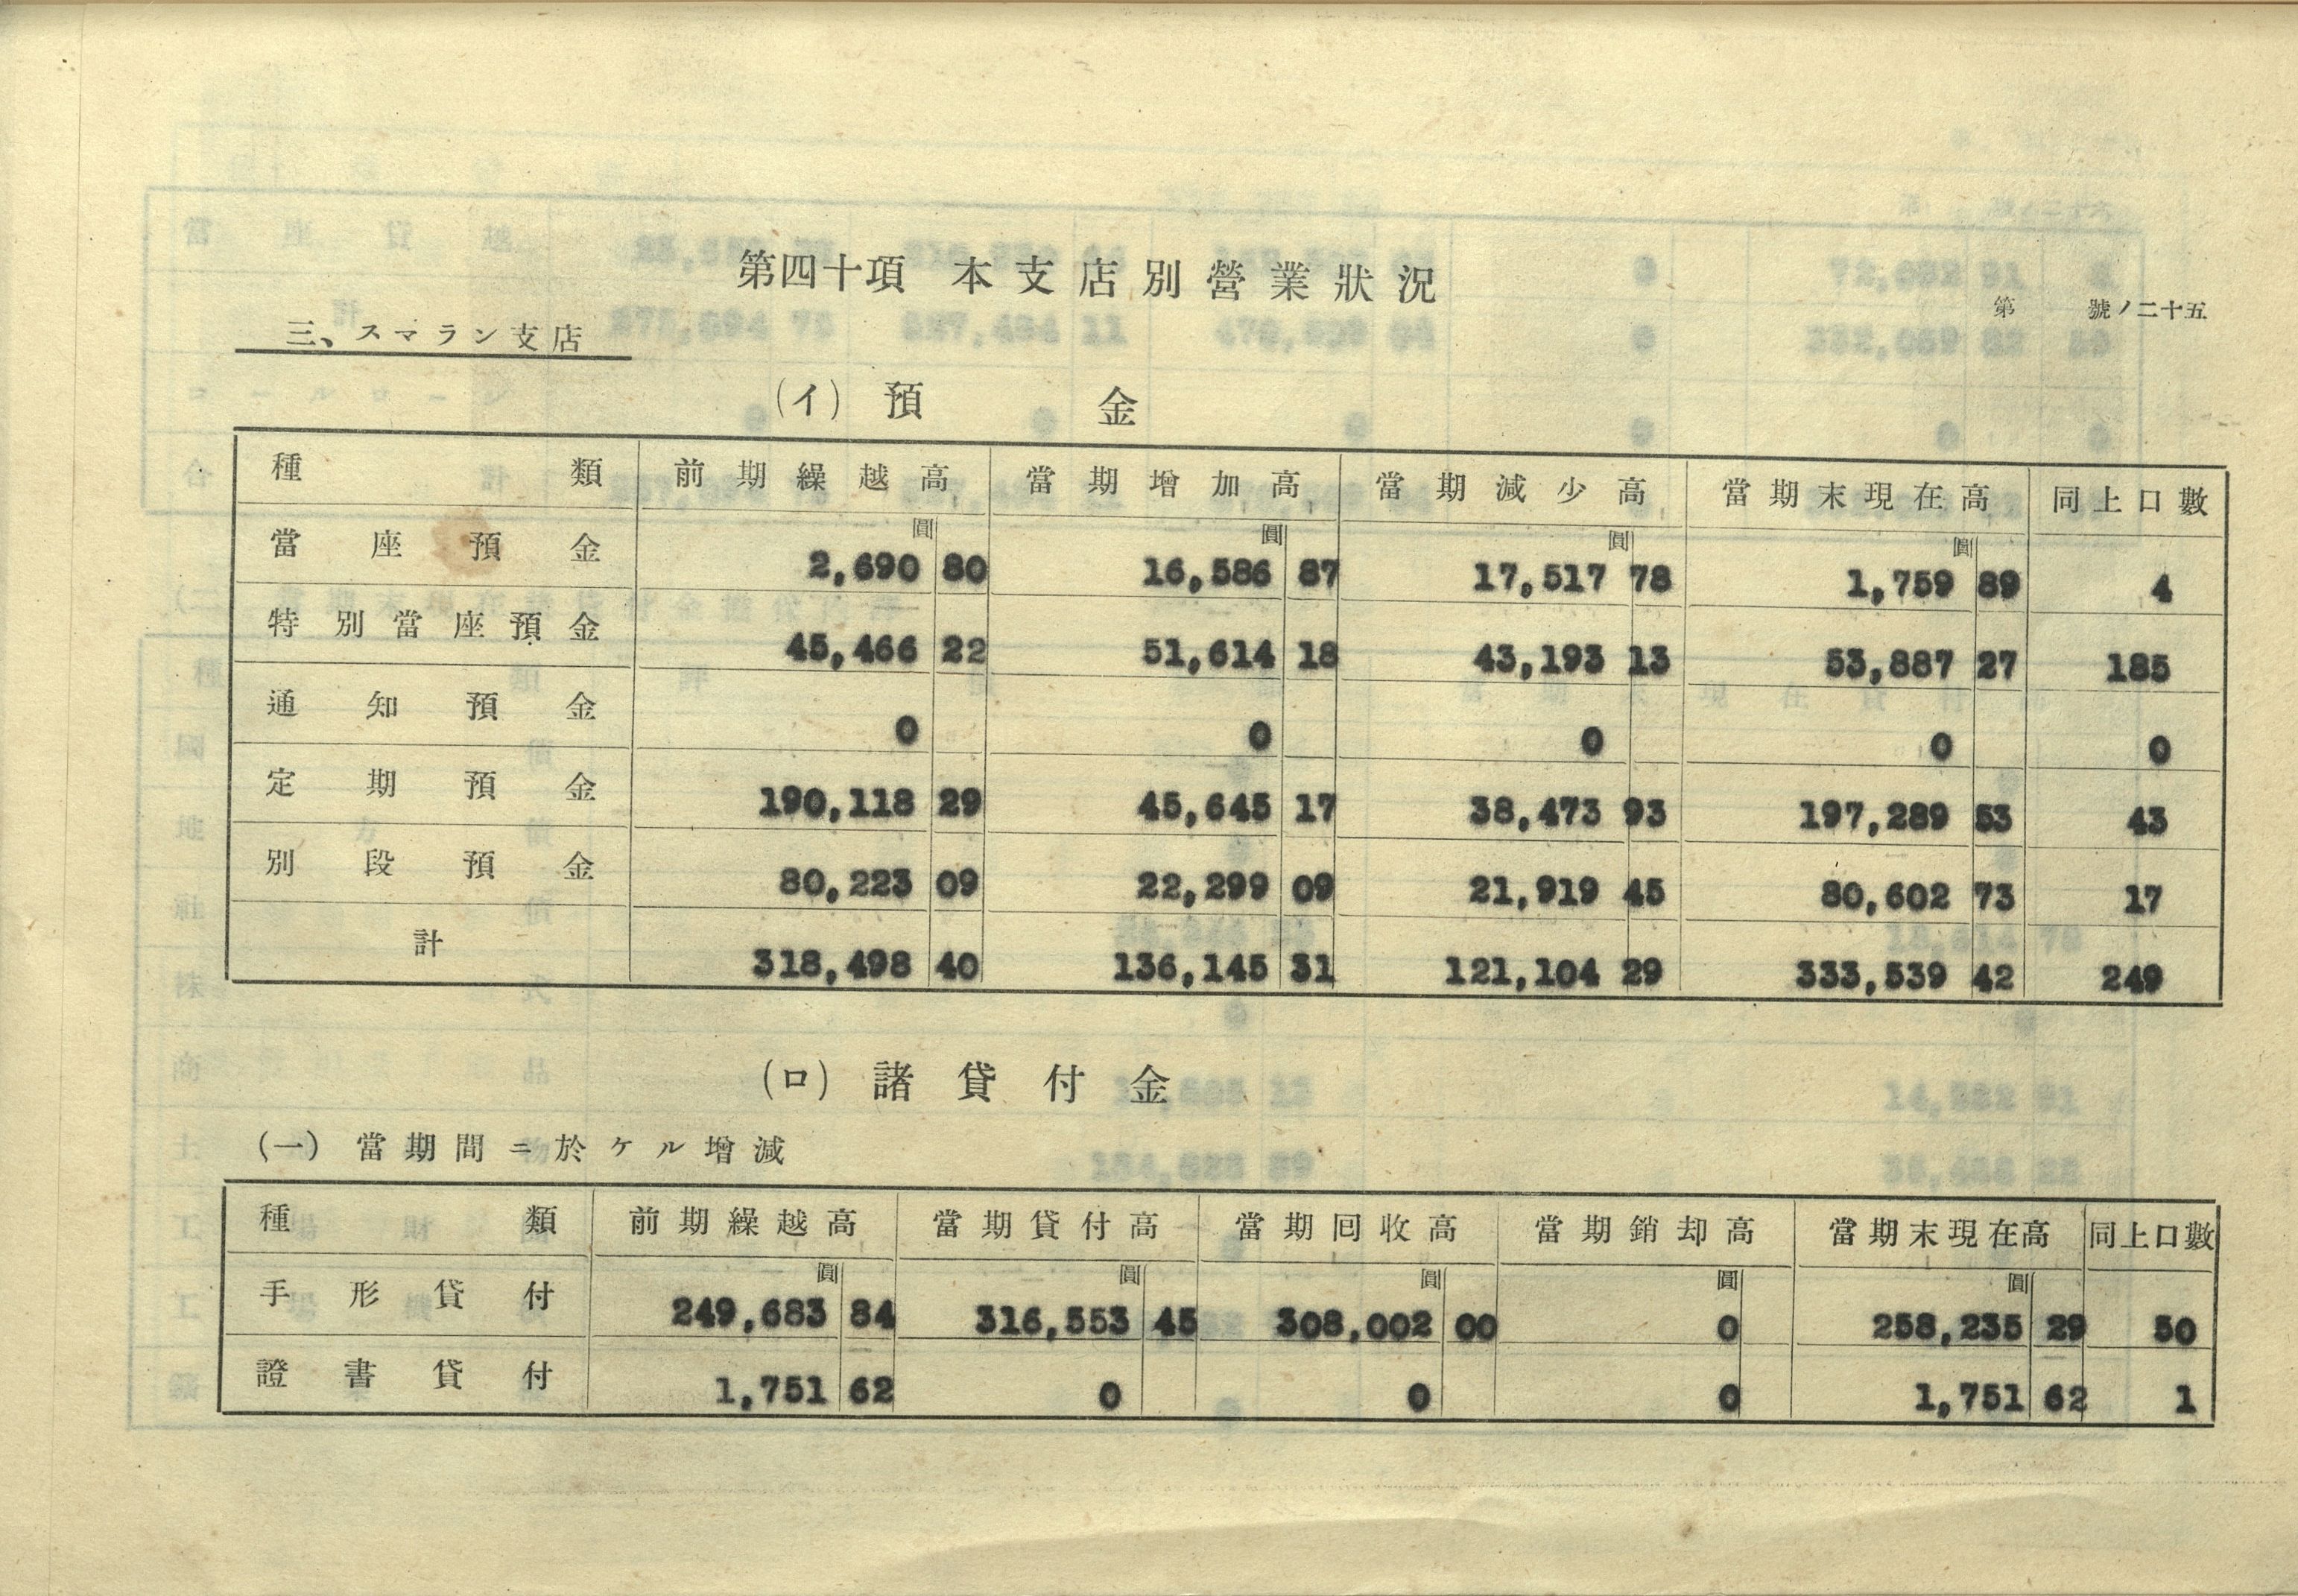 第四十項 本支店別營業狀況
第 號ノ二十五
三、スマラン支店
(イ) 預金
種類 前期繰越高 當期增加高 當期減少高 當期末現在高 同上口數
圓 圓 圓 圓
當座預金 2,690 80 16,586 87 17,517 78 1,759 89 4
特別當座預金 45,466 22 51,614 18 43,193 13 53,887 27 185
通知預金 0 0 0 0 0
定期預金 190,118 29 45,645 17 38,473 93 197,289 53 43
別段預金 80,223 09 22,299 09 21,919 45 80,602 73 17
計 318,498 40 136,145 31 121,104 29 333,539 42 249
(ロ) 諸貸付金
(一) 當期間ニ於ケル增減
種類 前期繰越高 當期貸付高 當期囘收高 當期銷却高 當期末現在高 同上口數
圓 圓 圓 圓 圓
手形貸付 249,683 84 316,553 45 308,002 00 0 258,235 29 50
證書貸付 1,751 62 0 0 0 1,751 62 1